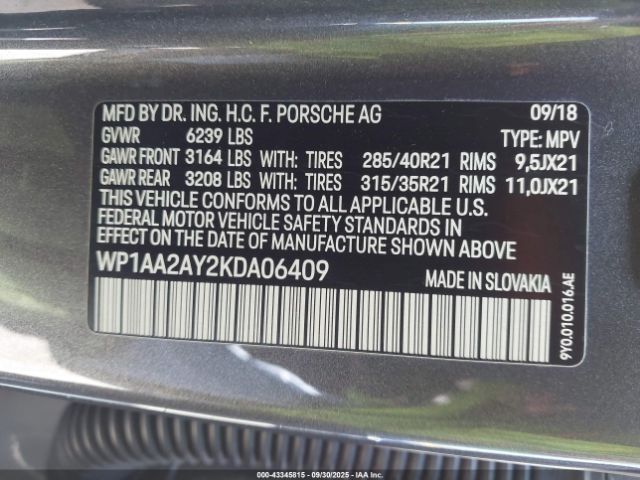 MFD BY DR. ING. H.C. F. PORSCHE AG 09/18
GVWR 6239 LBS TYPE: MPV
GAWR FRONT 3164 LBS WITH: TIRES 285/40R21 RIMS 9,5JX21
GAWR REAR 3208 LBS WITH: TIRES 315/35R21 RIMS 11,0JX21
THIS VEHICLE CONFORMS TO ALL APPLICABLE U.S.
FEDERAL MOTOR VEHICLE SAFETY STANDARDS IN
EFFECT ON THE DATE OF MANUFACTURE SHOWN ABOVE
WP1AA2AY2KDA06409 MADE IN SLOVAKIA
9Y0.010.016.AE
000-43345815 - 09/30/2025 - IAA Inc.